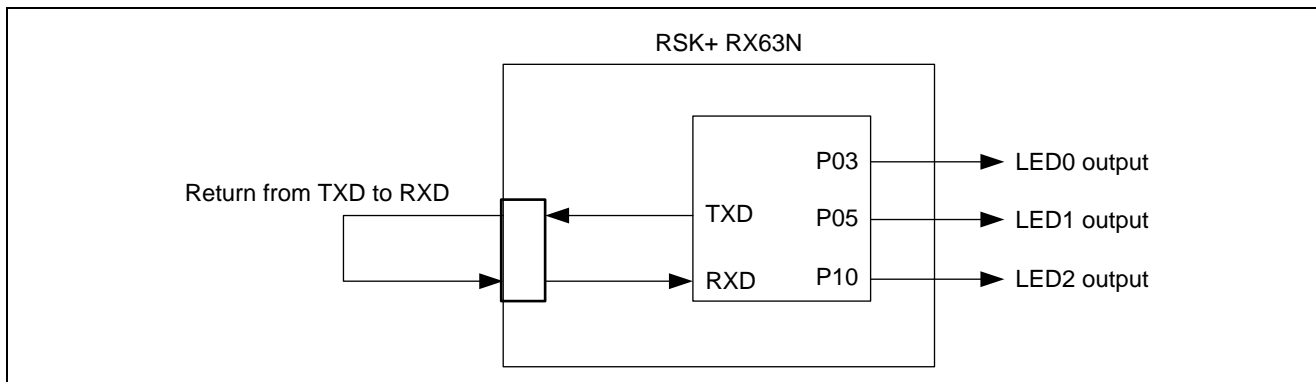 RSK+ RX63N
P03
LED0 output
Return from TXD to RXD
TXD
P05
LED1 output
RXD
P10
LED2 output